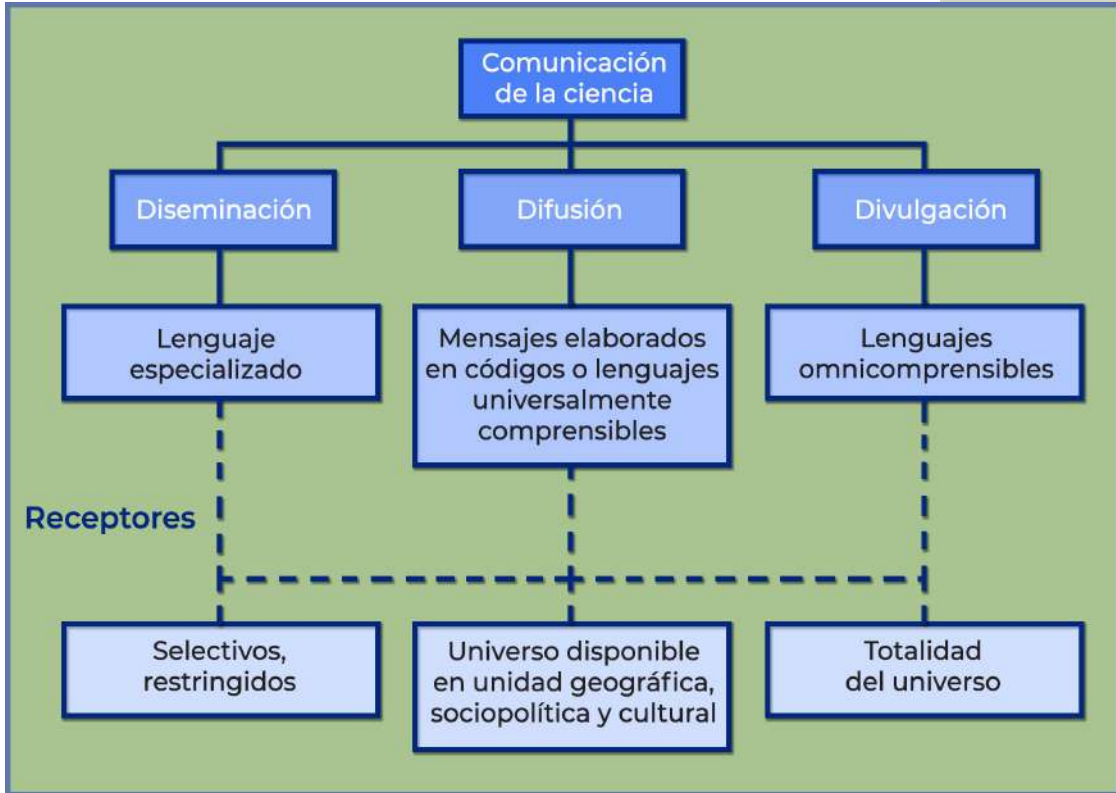 Comunicación
de la ciencia
Diseminación
Difusión
Divulgación
Lenguaje
especializado
Mensajes elaborados
en códigos o lenguajes
universalmente
comprensibles
Lenguajes
omnicomprensibles
Receptores
Selectivos,
restringidos
Universo disponible
en unidad geográfica,
sociopolítica y cultural
Totalidad
del universo